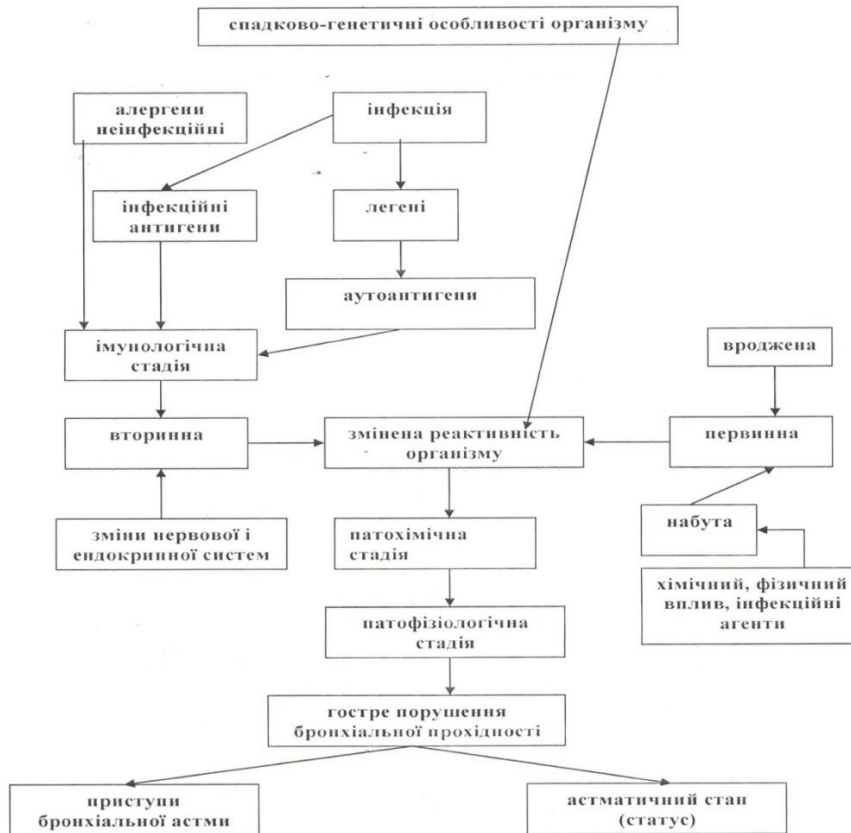 спадково-генетичні особливості організму
алергени
неінфекційні
інфекція
інфекційні
антигени
легені
аутоантигени
імунологічна
стадія
вроджена
вторинна
змінена реактивність
організму
первинна
зміни нервової і
ендокринної систем
патохімічна
стадія
набута
хімічний, фізичний
вплив, інфекційні
агенти
патофізіологічна
стадія
гостре порушення
бронхіальної прохідності
приступи
бронхіальної астми
астматичний стан
(статус)